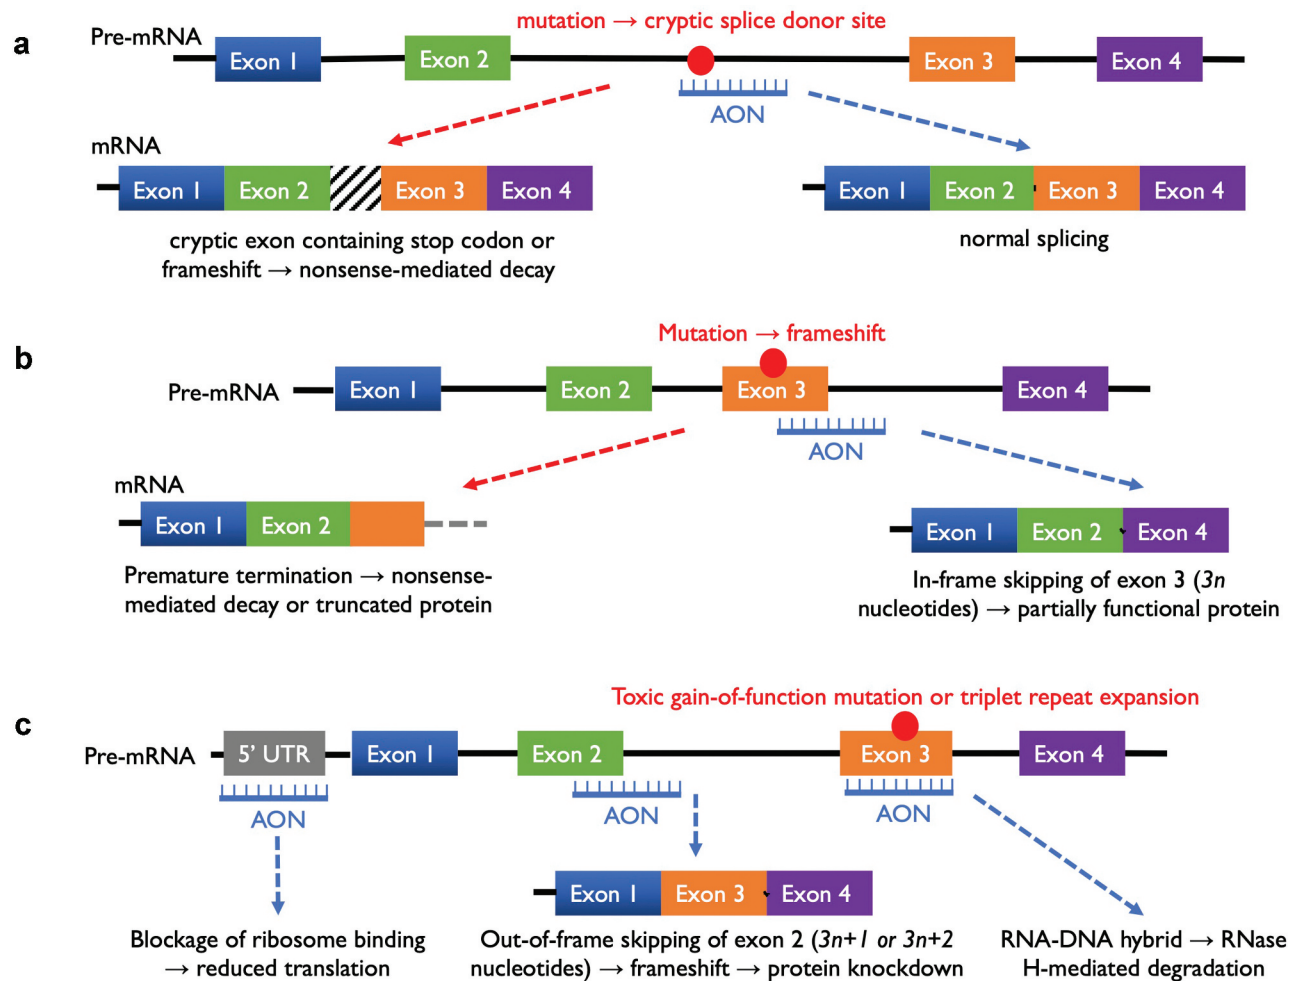 a
mutation → cryptic splice donor site
Pre-mRNA
Exon 1
Exon 2
Exon 3
Exon 4
AON
mRNA
Exon 1
Exon 2
Exon 3
Exon 4
Exon 1
Exon 2
Exon 3
Exon 4
cryptic exon containing stop codon or
frameshift → nonsense-mediated decay
normal splicing
b
Mutation → frameshift
Pre-mRNA
Exon 1
Exon 2
Exon 3
Exon 4
AON
mRNA
Exon 1
Exon 2
Exon 1
Exon 2
Exon 4
Premature termination → nonsense-
mediated decay or truncated protein
In-frame skipping of exon 3 (3n
nucleotides) → partially functional protein
c
Toxic gain-of-function mutation or triplet repeat expansion
Pre-mRNA
5’ UTR
Exon 1
Exon 2
Exon 3
Exon 4
AON
AON
AON
Exon 1
Exon 3
Exon 4
Blockage of ribosome binding
→ reduced translation
Out-of-frame skipping of exon 2 (3n+1 or 3n+2
nucleotides) → frameshift → protein knockdown
RNA-DNA hybrid → RNase
H-mediated degradation